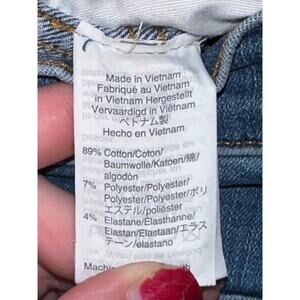 Made in Vietnam
Fabriqué au Vietnam
in Vietnam Hergestellt
Vervaardigd in Vietnam
ベトナム製
Hecho en Vietnam
89% Cotton/Coton/
Baumwolle/Katoen/綿/
algodón
7% Polyester/Polyester/
Polyester/Polyester/ポリ
エステル/poliéster
4% Elastane/Élasthanne/
Elastan/Elastaan/エラス
テーン/elastano